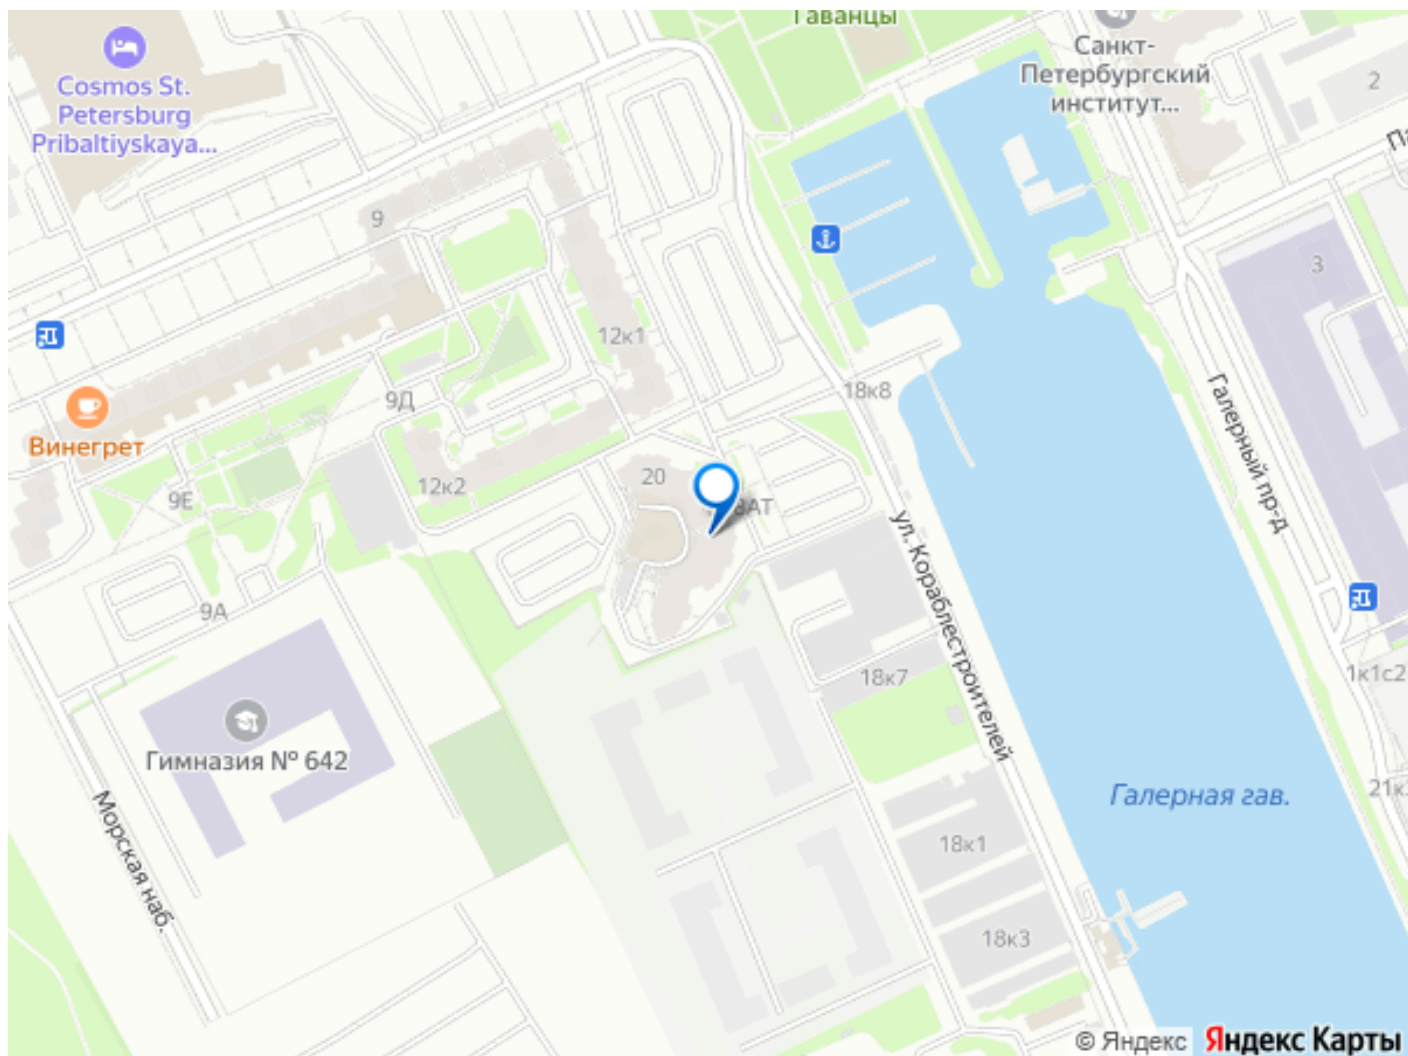 Гаванцы
Cosmos St.
Petersburg
Pribaltiyskaya...
Санкт-
Петербургский
институт...
2
9
3
12к1
18к8
9Д
Галерный пр-д
Винегрет
20
12к2
9Е
ул. Кораблестроителей
9А
1к1с2
18к7
Гимназия № 642
Морская наб.
Галерная гав.
18к1
18к3
© Яндекс Яндекс Карты